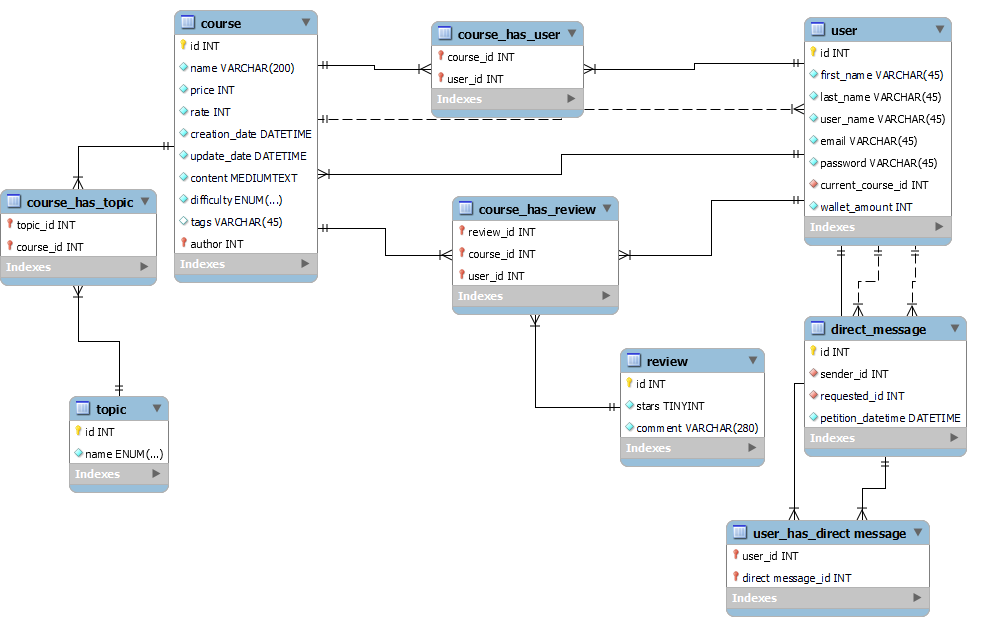 course
id INT
name VARCHAR(200)
price INT
rate INT
creation_date DATETIME
update_date DATETIME
content MEDIUMTEXT
difficulty ENUM(...)
tags VARCHAR(45)
author INT
Indexes
course_has_user
course_id INT
user_id INT
Indexes
user
id INT
first_name VARCHAR(45)
last_name VARCHAR(45)
user_name VARCHAR(45)
email VARCHAR(45)
password VARCHAR(45)
current_course_id INT
wallet_amount INT
Indexes
course_has_topic
topic_id INT
course_id INT
Indexes
course_has_review
review_id INT
course_id INT
user_id INT
Indexes
direct_message
id INT
sender_id INT
requested_id INT
petition_datetime DATETIME
Indexes
review
id INT
stars TINYINT
comment VARCHAR(280)
Indexes
topic
id INT
name ENUM(...)
Indexes
user_has_direct message
user_id INT
direct message_id INT
Indexes